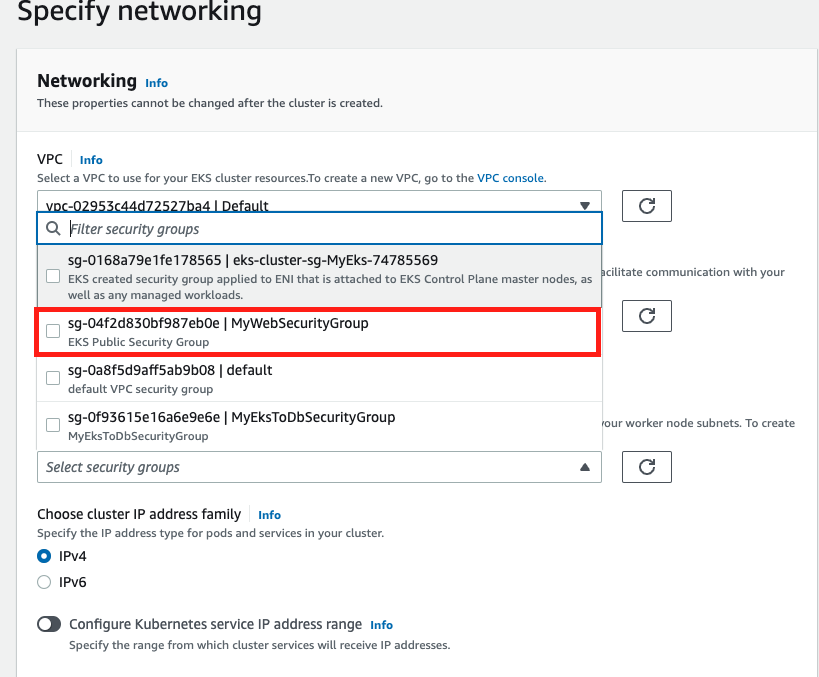 Specify networking
Networking Info
These properties cannot be changed after the cluster is created.
VPC Info
Select a VPC to use for your EKS cluster resources.To create a new VPC, go to the VPC console.
vpc-02953c44d72527ba4 | Default
Filter security groups
sg-0168a79e1fe178565 | eks-cluster-sg-MyEks-74785569
EKS created security group applied to ENI that is attached to EKS Control Plane master nodes, as
well as any managed workloads.
acilitate communication with your
sg-04f2d830bf987eb0e | MyWebSecurityGroup
EKS Public Security Group
sg-0a8f5d9aff5ab9b08 | default
default VPC security group
sg-0f93615e16a6e9e6e | MyEksToDbSecurityGroup
MyEksToDbSecurityGroup
your worker node subnets. To create
Select security groups
Choose cluster IP address family Info
Specify the IP address type for pods and services in your cluster.
IPv4
IPv6
Configure Kubernetes service IP address range Info
Specify the range from which cluster services will receive IP addresses.